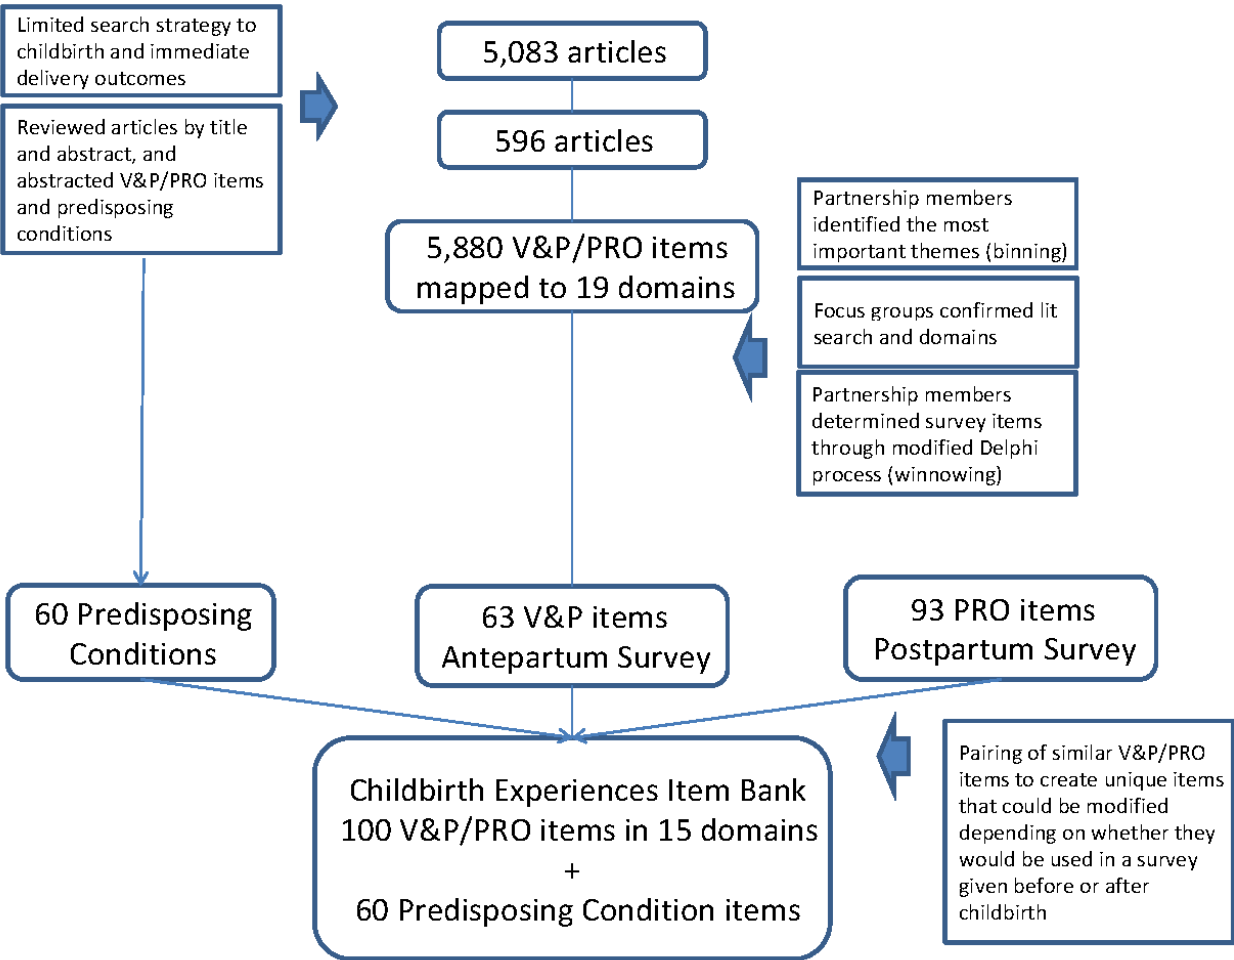 Limited search strategy to
childbirth and immediate
delivery outcomes
Reviewed articles by title
and abstract, and
abstracted V&P/PRO items
and predisposing
conditions
5,083 articles
596 articles
5,880 V&P/PRO items
mapped to 19 domains
Partnership members
identified the most
important themes (binning)
Focus groups confirmed lit
search and domains
Partnership members
determined survey items
through modified Delphi
process (winnowing)
60 Predisposing
Conditions
63 V&P items
Antepartum Survey
93 PRO items
Postpartum Survey
Childbirth Experiences Item Bank
100 V&P/PRO items in 15 domains
+
60 Predisposing Condition items
Pairing of similar V&P/PRO
items to create unique items
that could be modified
depending on whether they
would be used in a survey
given before or after
childbirth